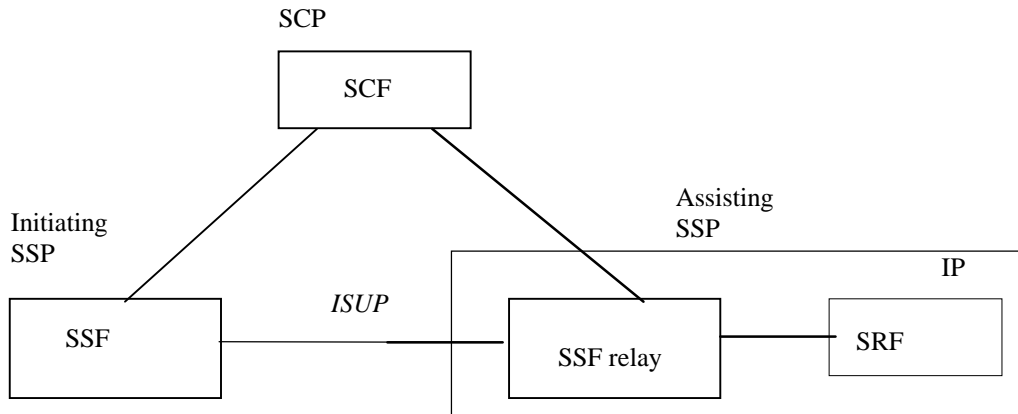 SCP
SCF
Assisting
SSP
Initiating
SSP
IP
ISUP
SSF
SSF relay
SRF